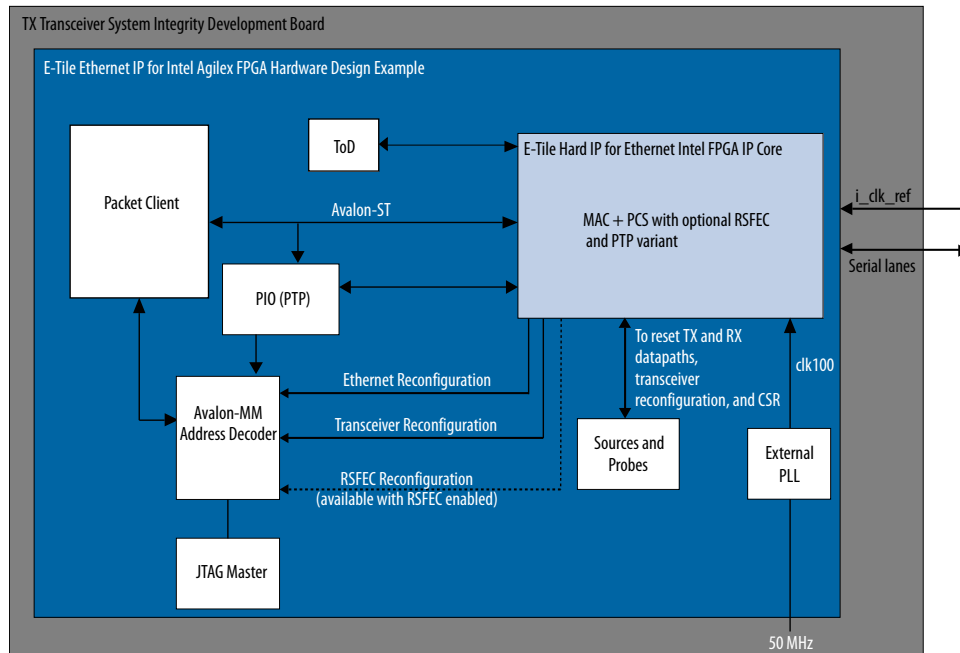 TX Transceiver System Integrity Development Board
E-Tile Ethernet IP for Intel Agilex FPGA Hardware Design Example
Packet Client
ToD
E-Tile Hard IP for Ethernet Intel FPGA IP Core
MAC + PCS with optional RSFEC
and PTP variant
Avalon-ST
i_clk_ref
Serial lanes
PIO (PTP)
To reset TX and RX
datapaths,
transceiver
reconfiguration, and CSR
clk100
Ethernet Reconfiguration
Avalon-MM
Address Decoder
Transceiver Reconfiguration
Sources and
Probes
External
PLL
RSFEC Reconfiguration
(available with RSFEC enabled)
JTAG Master
50 MHz